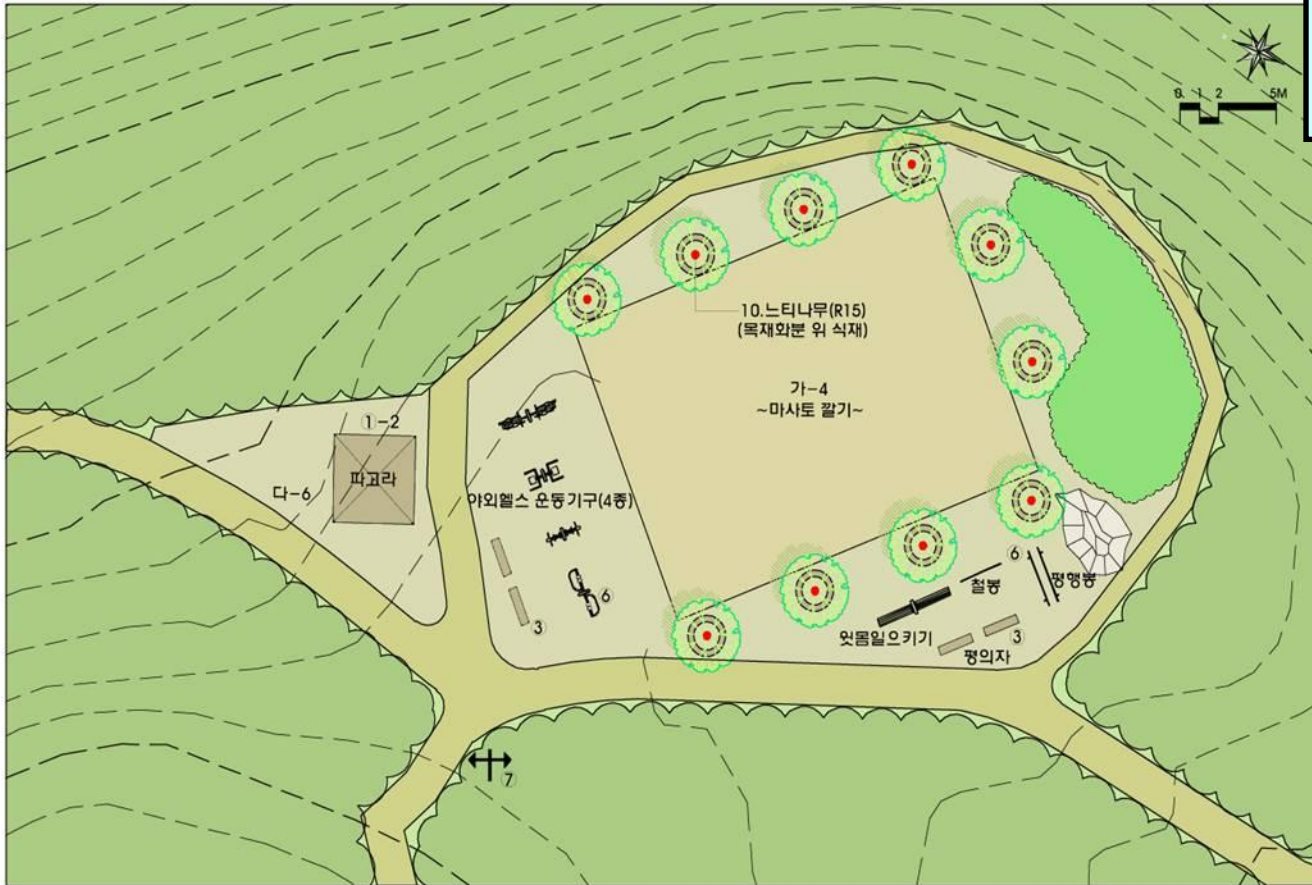 0 1 2 5M
10.느티나무(R15)
(목재화분 위 식재)
가-4
~마사토 깔기~
①-2
파고라
다-6
야외헬스 운동기구(4종)
⑥
③
⑥
철봉
평행봉
윗몸일으키기
③
평의자
⑦